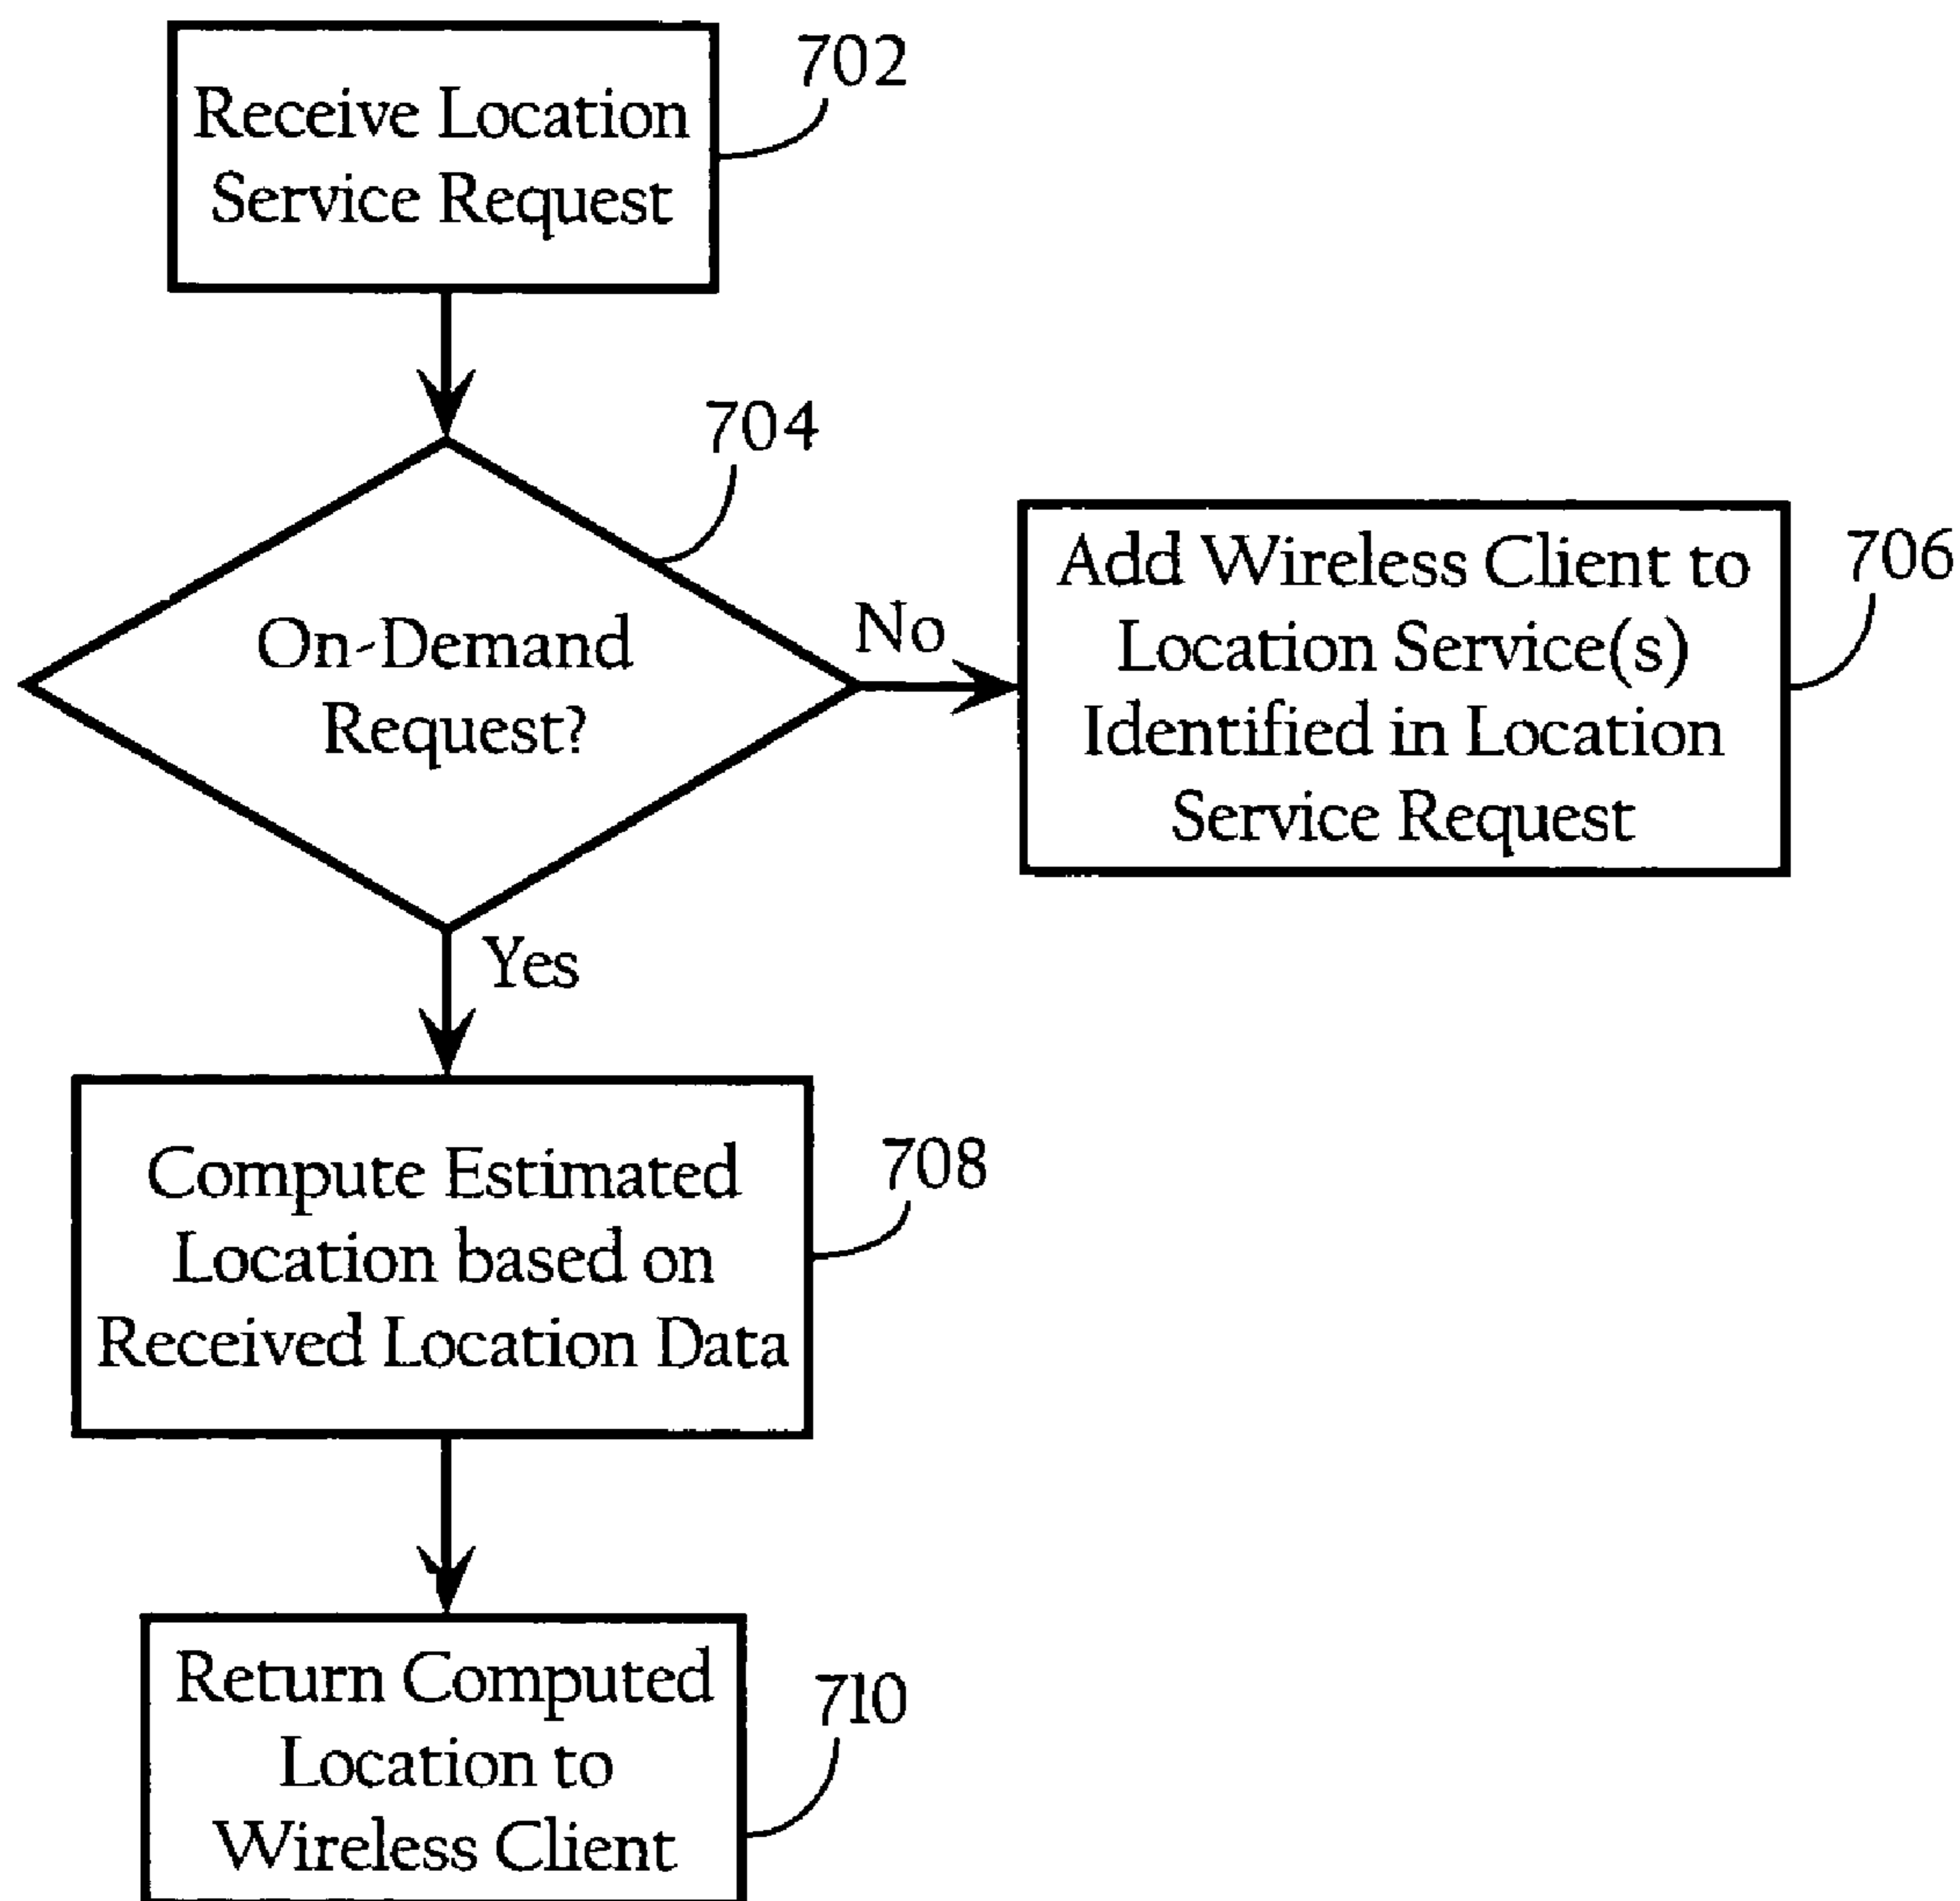 Receive Location
Service Request
702
704
On-Demand
Request?
No
Add Wireless Client to
Location Service(s)
Identified in Location
Service Request
706
Yes
Compute Estimated
Location based on
Received Location Data
708
Return Computed
Location to
Wireless Client
710